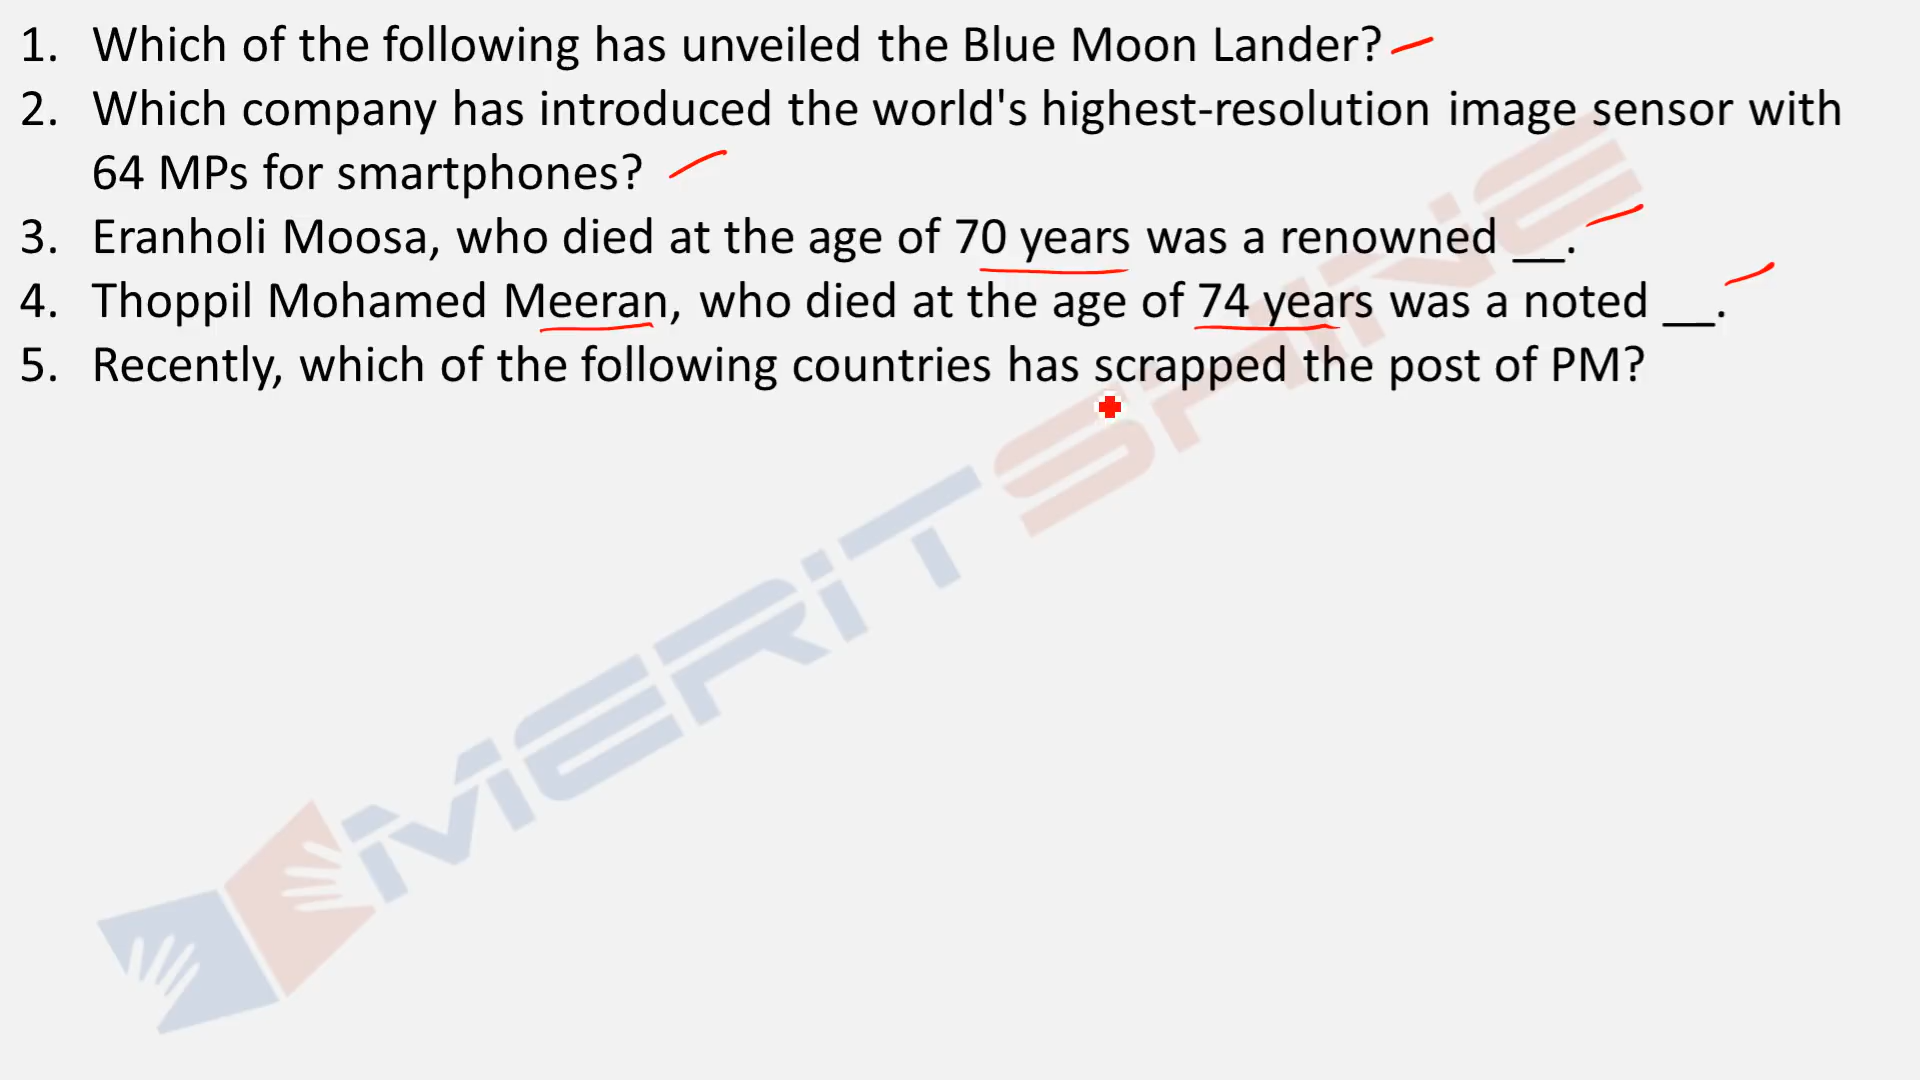 1. Which of the following has unveiled the Blue Moon Lander?
2. Which company has introduced the world's highest-resolution image sensor with
64 MPs for smartphones?
3. Eranholi Moosa, who died at the age of 70 years was a renowned __.
4. Thoppil Mohamed Meeran, who died at the age of 74 years was a noted __.
5. Recently, which of the following countries has scrapped the post of PM?
MERiTSHiNE